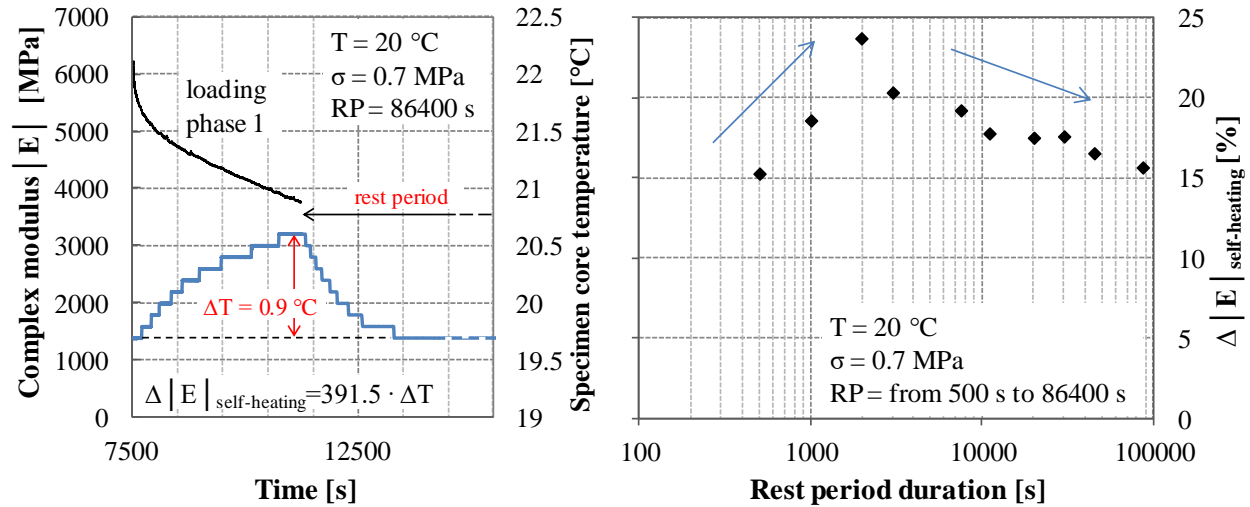 Complex modulus |E| [MPa]
7000
6000
5000
4000
3000
2000
1000
0
loading
phase 1
T = 20 °C
σ = 0.7 MPa
RP = 86400 s
rest period
ΔT = 0.9 °C
Δ|E| self-heating=391.5 · ΔT
7500
12500
Time [s]
22.5
22
21.5
21
20.5
20
19.5
19
Specimen core temperature [°C]
T = 20 °C
σ = 0.7 MPa
RP = from 500 s to 86400 s
100
1000
10000
100000
Rest period duration [s]
25
20
15
10
5
0
Δ|E| self-heating [%]